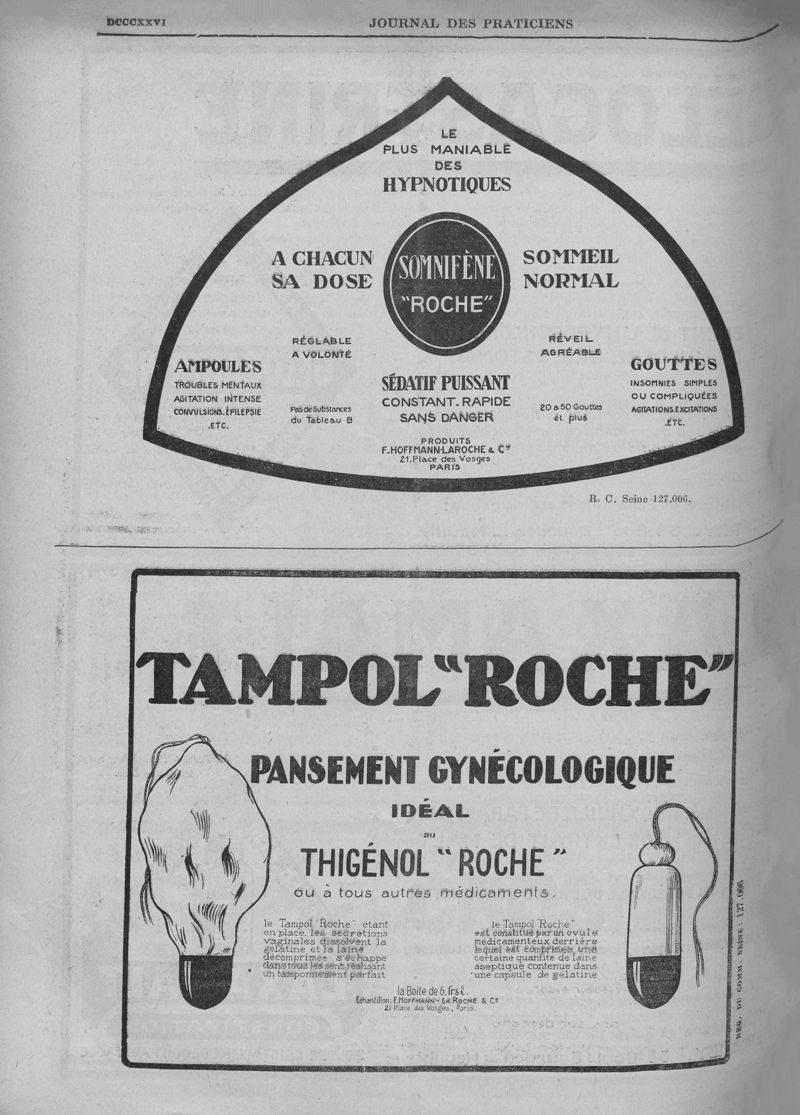 DCCCXXVI
JOURNAL DES PRATICIENS
LE
PLUS MANIABLE
DES
HYPNOTIQUES
A CHACUN
SA DOSE
SOMNIFÈNE
"ROCHE"
SOMMEIL
NORMAL
RÉGLABLE
A VOLONTÉ
RÉVEIL
AGRÉABLE
AMPOULES
TROUBLES MENTAUX
AGITATION INTENSE
CONVULSIONS.ÉPILEPSIE
.ETC.
Pas de Substances
du Tableau B
SÉDATIF PUISSANT
CONSTANT. RAPIDE
SANS DANGER
20 a 50 Gouttes
et plus
GOUTTES
INSOMNIES SIMPLES
OU COMPLIQUÉES
AGITATIONS.EXCITATIONS
.ETC.
PRODUITS
F.HOFFMANN-LAROCHE & Cie
21.Place des Vosges
PARIS
R. C. Seine-127.006.
TAMPOL "ROCHE"
PANSEMENT GYNÉCOLOGIQUE
IDÉAL
au
THIGÉNOL "ROCHE"
ou à tous autres médicaments.
le Tampol "Roche" étant
en place, les sécrétions
vaginales dissolvent la
gélatine et la laine
décomprimée s'échappe
dans tous les sens, réalisant
un tamponnement parfait
le Tampol "Roche"
est constitué par un ovule
médicamenteux derrière
lequel est comprimée une
certaine quantité de laine
aseptique contenue dans
une capsule de gélatine
la Boîte de 6, frs
Échantillon: F. HOFFMANN-LA ROCHE & Cie
21 Place des Vosges, Paris.
REG. DU COMM. SEINE: 127.006